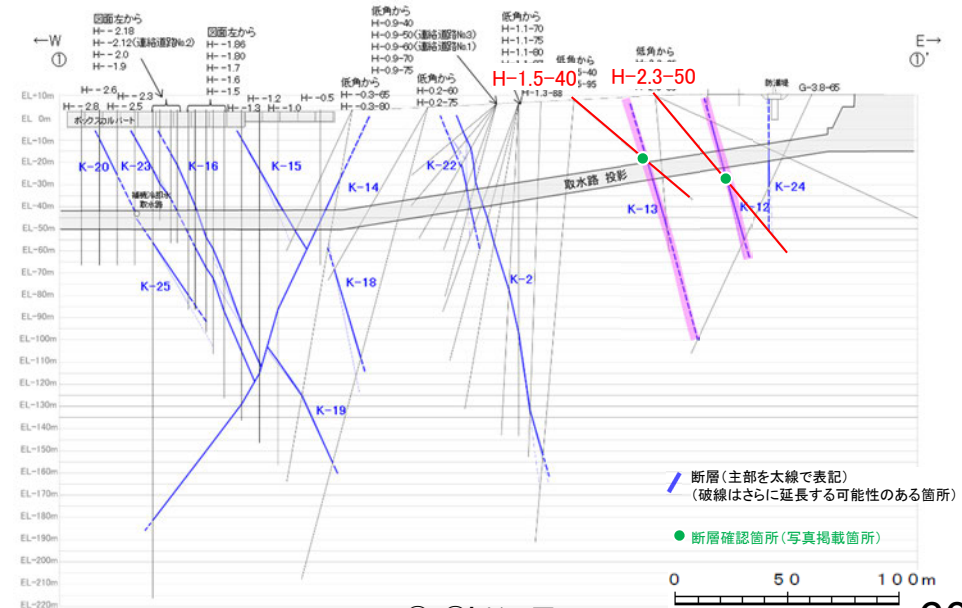 ←W
①
E→
①'
図面左から
H--2.18
H--2.12(連絡道路No.2)
H--2.0
H--1.9
図面左から
H--1.86
H--1.80
H--1.7
H--1.6
H--1.5
低角から
H-0.9-40
H-0.9-50(連絡道路No.3)
H-0.9-60(連絡道路No.1)
H-0.9-70
H-0.9-75
低角から
H-1.1-70
H-1.1-75
H-1.1-80
低角から
H--0.3-65
H-0.3-80
低角から
H-0.2-60
H-0.2-75
低角から
5-40
5-95
H-1.3-88
低角から
H-1.5-40
H-2.3-50
防潮堤
G-3.8-65
H--2.6
H--2.8
H--2.3
H--2.5
H--1.3
H--1.2
H--1.0
H--0.5
ボックスカルバート
補機冷却水
取水路
取水路 投影
K-20
K-23
K-16
K-15
K-14
K-22
K-13
K-12
K-24
K-25
K-18
K-2
K-19
EL+10m
EL 0m
EL-10m
EL-20m
EL-30m
EL-40m
EL-50m
EL-60m
EL-70m
EL-80m
EL-90m
EL-100m
EL-110m
EL-120m
EL-130m
EL-140m
EL-150m
EL-160m
EL-170m
EL-180m
EL-190m
EL-200m
EL-210m
EL-220m
断層(主部を太線で表記)
(破線はさらに延長する可能性のある箇所)
断層確認箇所(写真掲載箇所)
0 50 100m